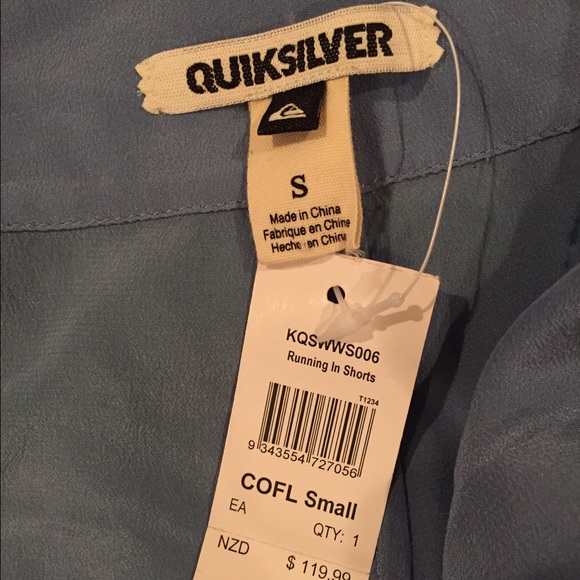 QUIKSILVER
S
Made in China
Fabriqué en Chine
Hecho en China
KQSWWS006
Running In Shorts
T1234
9 343554 727056
COFL Small
EA
QTY: 1
NZD
$ 119.99